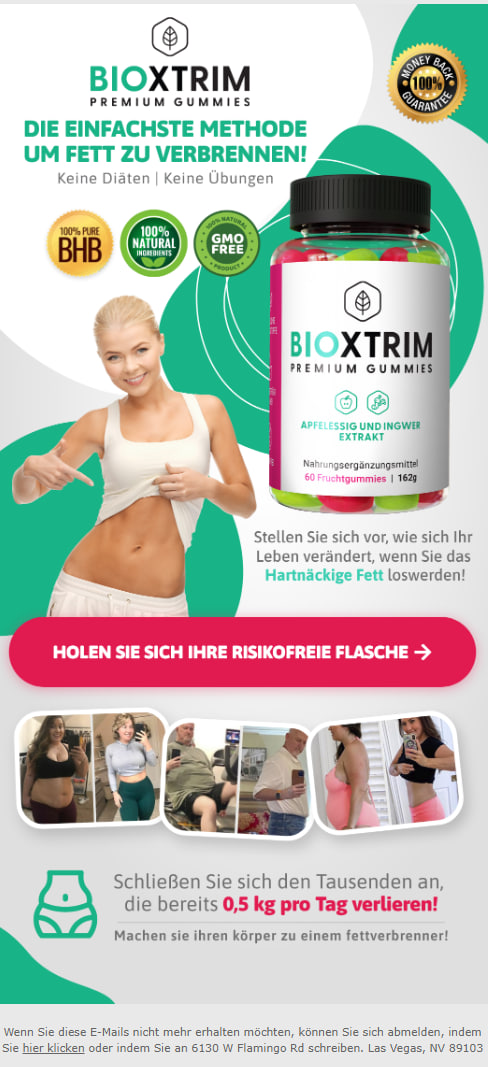 BIOXTRIM
PREMIUM GUMMIES
MONEY BACK
100%
GUARANTEE
DIE EINFACHSTE METHODE
UM FETT ZU VERBRENNEN!
Keine Diäten | Keine Übungen
100% PURE
BHB
100%
NATURAL
INGREDIENTS
100% NATURAL
GMO
FREE
PRODUCT
BIOXTRIM
PREMIUM GUMMIES
APFELESSIG UND INGWER
EXTRAKT
Nahrungsergänzungsmittel
60 Fruchtgummies | 162g
Stellen Sie sich vor, wie sich Ihr
Leben verändert, wenn Sie das
Hartnäckige Fett loswerden!
HOLEN SIE SICH IHRE RISIKOFREIE FLASCHE →
Schließen Sie sich den Tausenden an,
die bereits 0,5 kg pro Tag verlieren!
Machen sie ihren körper zu einem fettverbrenner!
Wenn Sie diese E-Mails nicht mehr erhalten möchten, können Sie sich abmelden, indem
Sie hier klicken oder indem Sie an 6130 W Flamingo Rd schreiben. Las Vegas, NV 89103